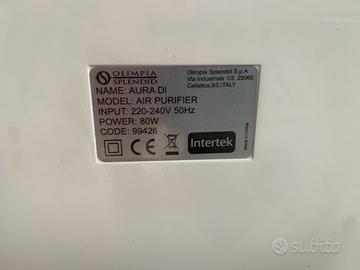 OLIMPIA
SPLENDID
Olimpia Splendid S.p.A
Via Industriale 1/3, 25060
Cellatica,BS,ITALY
NAME: AURA DI
MODEL: AIR PURIFIER
INPUT: 220-240V 50Hz
POWER: 80W
CODE: 99426
CE
Intertek
Made in China
subito